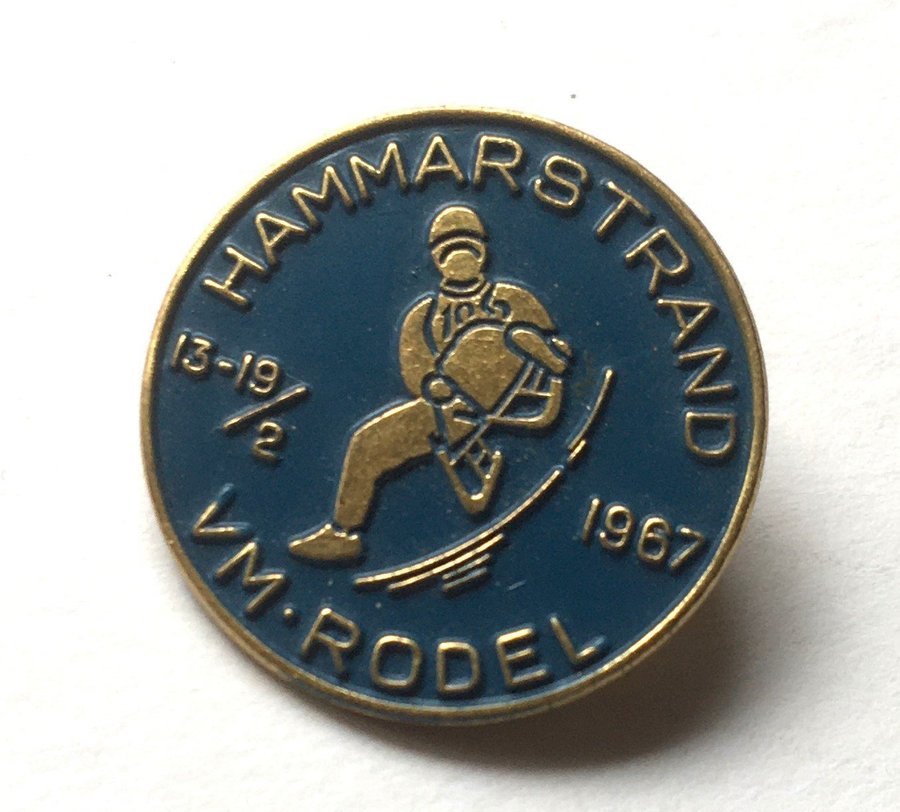 HAMMARSTRAND
13-19/2
1967
VM·RODEL